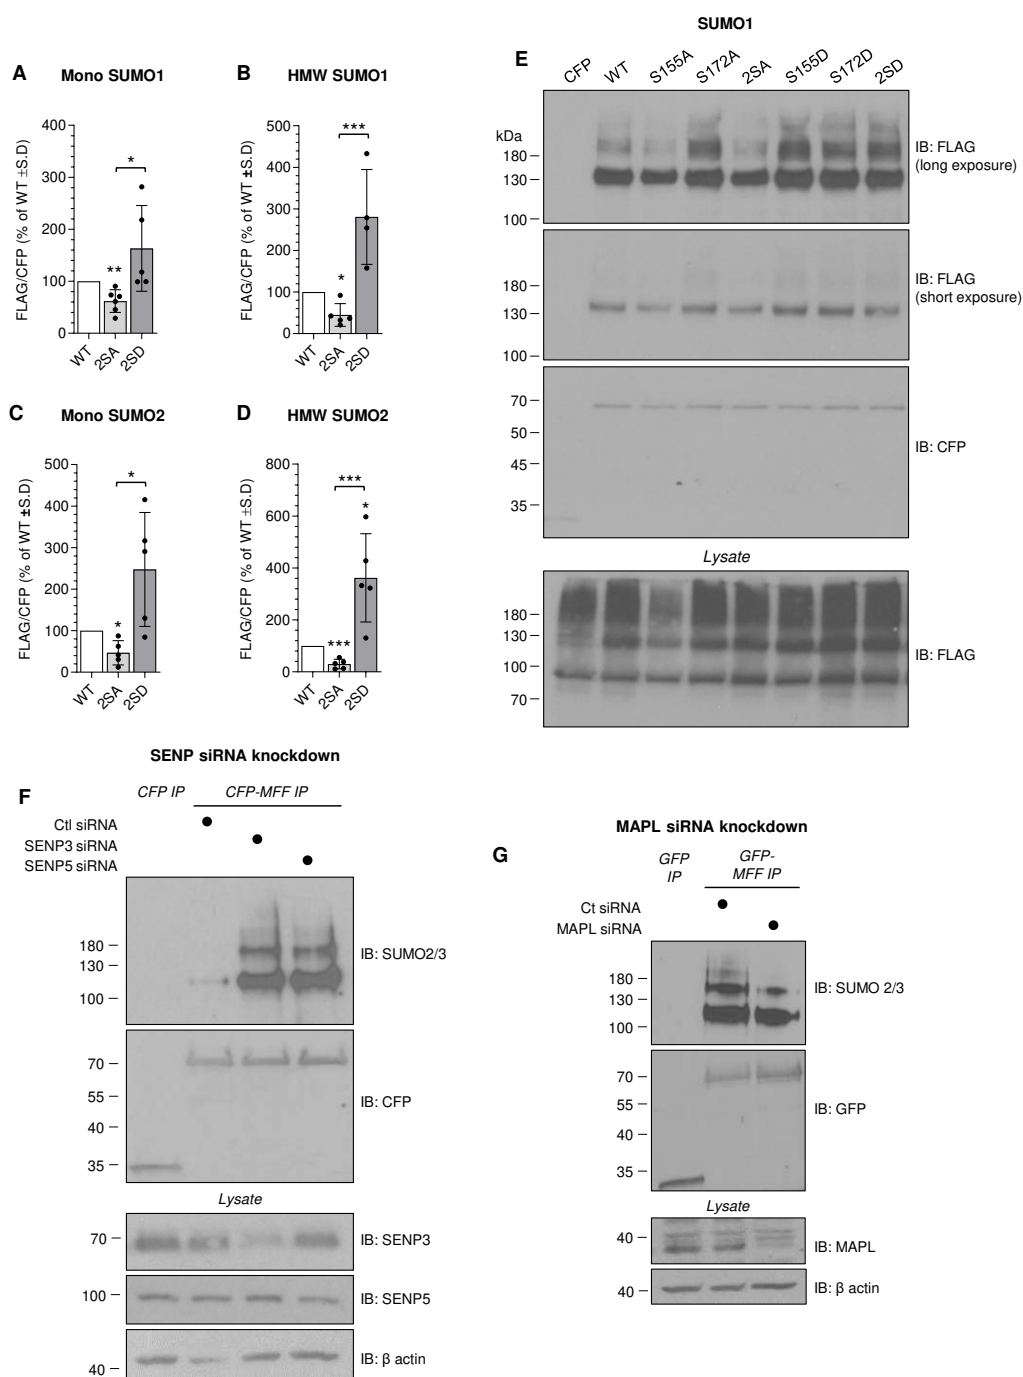 A Mono SUMO1
FLAG/CFP (% of WT ±S.D)
400
300
200
100
0
*
**
WT 2SA 2SD
B HMW SUMO1
FLAG/CFP (% of WT ±S.D)
500
400
300
200
100
0
***
*
WT 2SA 2SD
C Mono SUMO2
FLAG/CFP (% of WT ±S.D)
500
400
300
200
100
0
*
*
WT 2SA 2SD
D HMW SUMO2
FLAG/CFP (% of WT ±S.D)
800
600
400
200
0
***
*
***
WT 2SA 2SD
E SUMO1
CFP WT S155A S172A 2SA S155D S172D 2SD
kDa
180
130
100
IB: FLAG
(long exposure)
180
130
100
IB: FLAG
(short exposure)
70
50
45
35
IB: CFP
Lysate
180
130
100
70
IB: FLAG
SENP siRNA knockdown
F
CFP IP CFP-MFF IP
Ctl siRNA
SENP3 siRNA
SENP5 siRNA
180
130
100
IB: SUMO2/3
70
55
40
35
IB: CFP
Lysate
70
IB: SENP3
100
IB: SENP5
40
IB: β actin
MAPL siRNA knockdown
G
GFP
IP
GFP-
MFF IP
Ct siRNA
MAPL siRNA
180
130
100
IB: SUMO 2/3
70
55
40
35
IB: GFP
Lysate
40
IB: MAPL
40
IB: β actin